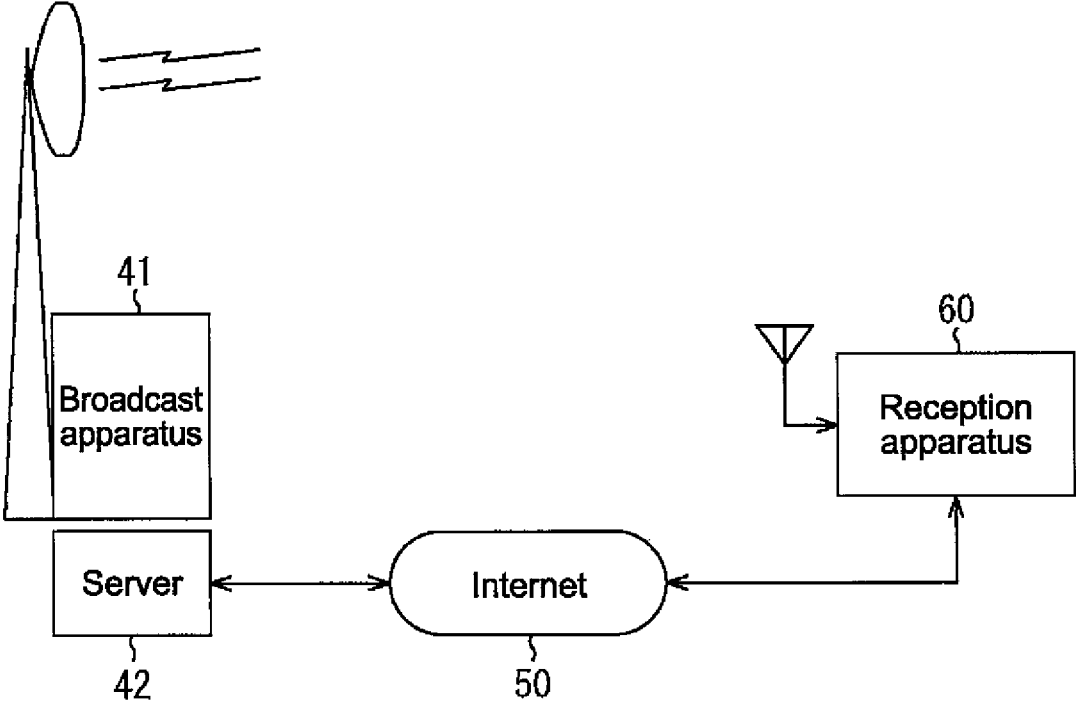 41
Broadcast
apparatus
60
Reception
apparatus
Server
Internet
42
50